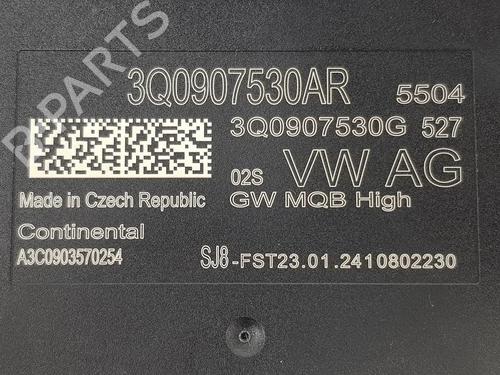 3Q0907530AR 5504
3Q0907530G 527
02S VW AG
Made in Czech Republic GW MQB High
Continental
A3C0903570254 SJ8-FST23.01.2410802230